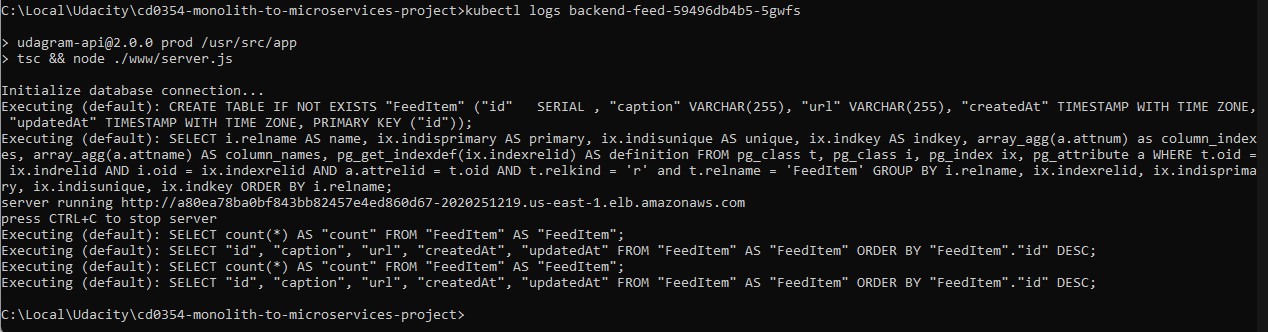 C:\Local\Udacity\cd0354-monolith-to-microservices-project>kubectl logs backend-feed-59496db4b5-5gwfs
> udagram-api@2.0.0 prod /usr/src/app
> tsc && node ./www/server.js
Initialize database connection...
Executing (default): CREATE TABLE IF NOT EXISTS "FeedItem" ("id"   SERIAL , "caption" VARCHAR(255), "url" VARCHAR(255), "createdAt" TIMESTAMP WITH TIME ZONE,
 "updatedAt" TIMESTAMP WITH TIME ZONE, PRIMARY KEY ("id"));
Executing (default): SELECT i.relname AS name, ix.indisprimary AS primary, ix.indisunique AS unique, ix.indkey AS indkey, array_agg(a.attnum) as column_index
es, array_agg(a.attname) AS column_names, pg_get_indexdef(ix.indexrelid) AS definition FROM pg_class t, pg_class i, pg_index ix, pg_attribute a WHERE t.oid =
 ix.indrelid AND i.oid = ix.indexrelid AND a.attrelid = t.oid AND t.relkind = 'r' and t.relname = 'FeedItem' GROUP BY i.relname, ix.indexrelid, ix.indisprima
ry, ix.indisunique, ix.indkey ORDER BY i.relname;
server running http://a80ea78ba0bf843bb82457e4ed860d67-2020251219.us-east-1.elb.amazonaws.com
press CTRL+C to stop server
Executing (default): SELECT count(*) AS "count" FROM "FeedItem" AS "FeedItem";
Executing (default): SELECT "id", "caption", "url", "createdAt", "updatedAt" FROM "FeedItem" AS "FeedItem" ORDER BY "FeedItem"."id" DESC;
Executing (default): SELECT count(*) AS "count" FROM "FeedItem" AS "FeedItem";
Executing (default): SELECT "id", "caption", "url", "createdAt", "updatedAt" FROM "FeedItem" AS "FeedItem" ORDER BY "FeedItem"."id" DESC;
C:\Local\Udacity\cd0354-monolith-to-microservices-project>